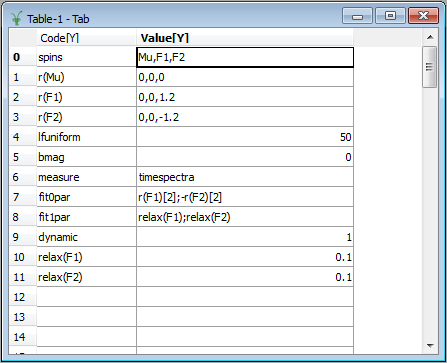 Table-1 - Tab
Code[Y] Value[Y]
0 spins Mu,F1,F2
1 r(Mu) 0,0,0
2 r(F1) 0,0,1.2
3 r(F2) 0,0,-1.2
4 lfuniform 50
5 bmag 0
6 measure timespectra
7 fit0par r(F1)[2];-r(F2)[2]
8 fit1par relax(F1);relax(F2)
9 dynamic 1
10 relax(F1) 0.1
11 relax(F2) 0.1
12
13
14
15